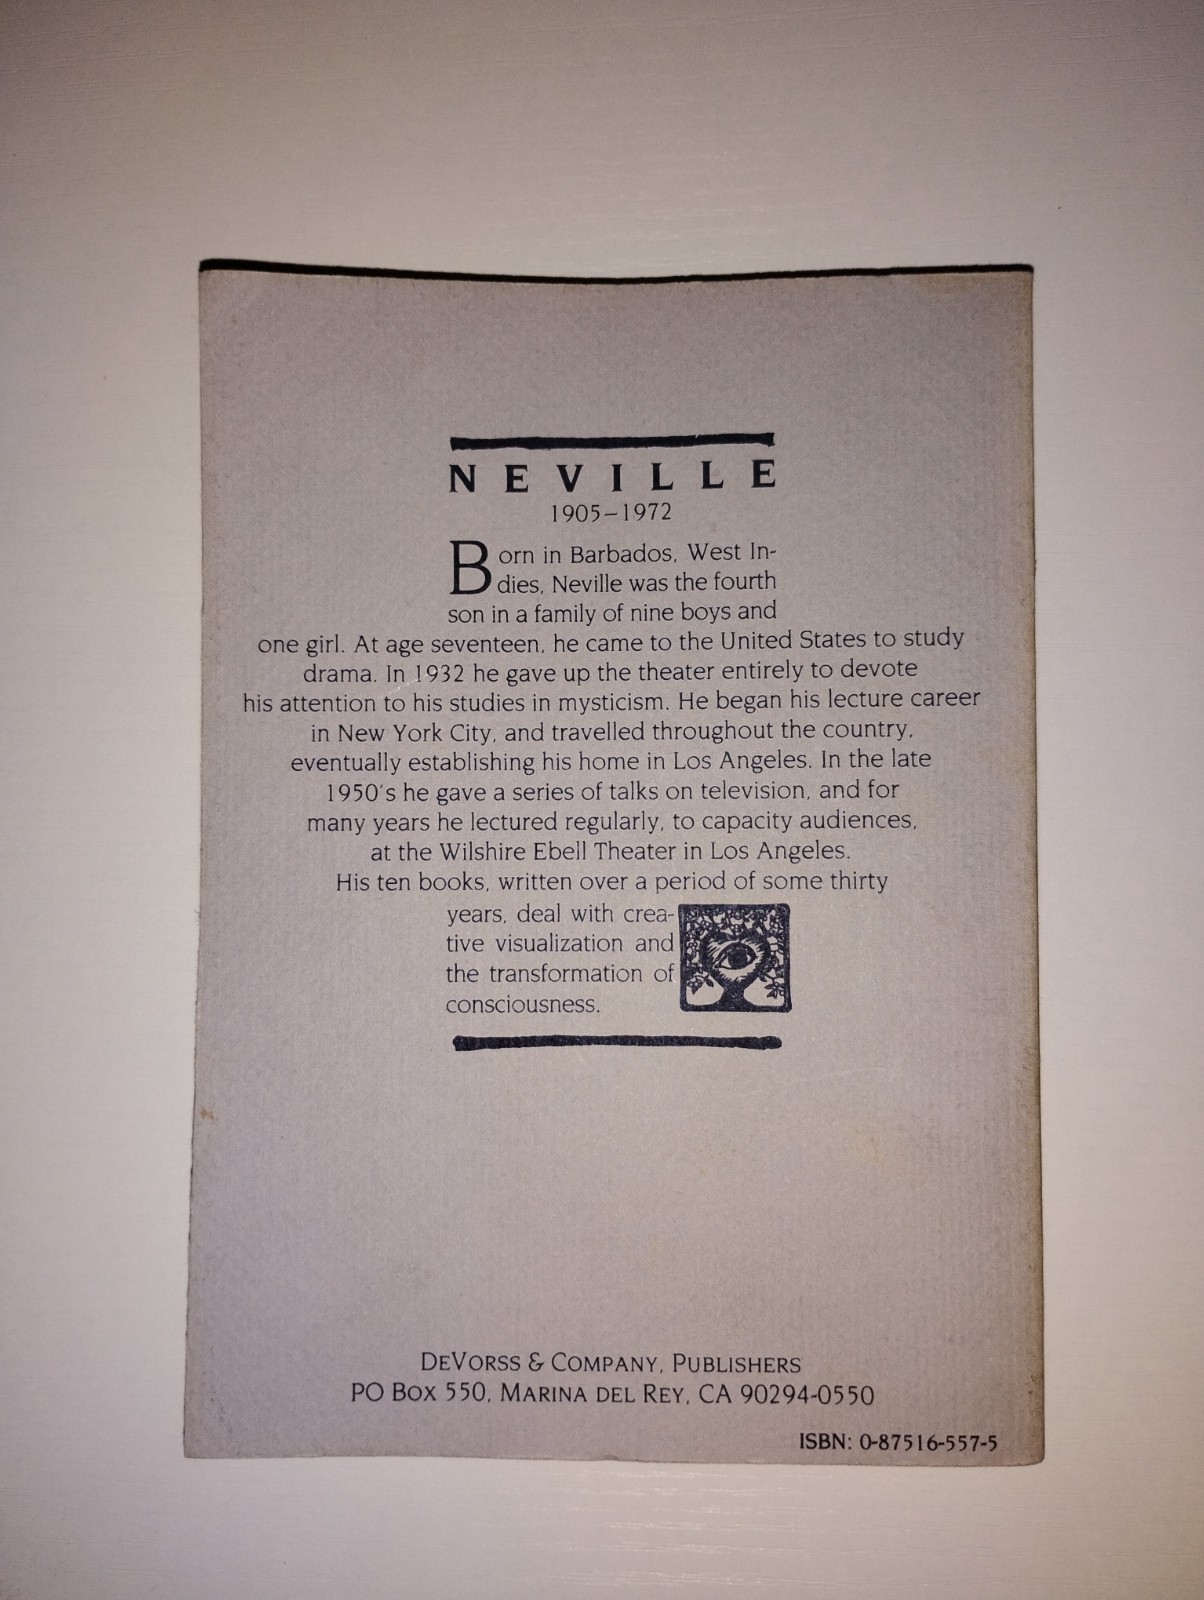 NEVILLE
1905–1972
Born in Barbados, West In-
dies, Neville was the fourth
son in a family of nine boys and
one girl. At age seventeen, he came to the United States to study
drama. In 1932 he gave up the theater entirely to devote
his attention to his studies in mysticism. He began his lecture career
in New York City, and travelled throughout the country,
eventually establishing his home in Los Angeles. In the late
1950's he gave a series of talks on television, and for
many years he lectured regularly, to capacity audiences,
at the Wilshire Ebell Theater in Los Angeles.
His ten books, written over a period of some thirty
years, deal with crea-
tive visualization and
the transformation of
consciousness.
DeVorss & Company, Publishers
PO Box 550, Marina del Rey, CA 90294-0550
ISBN: 0-87516-557-5